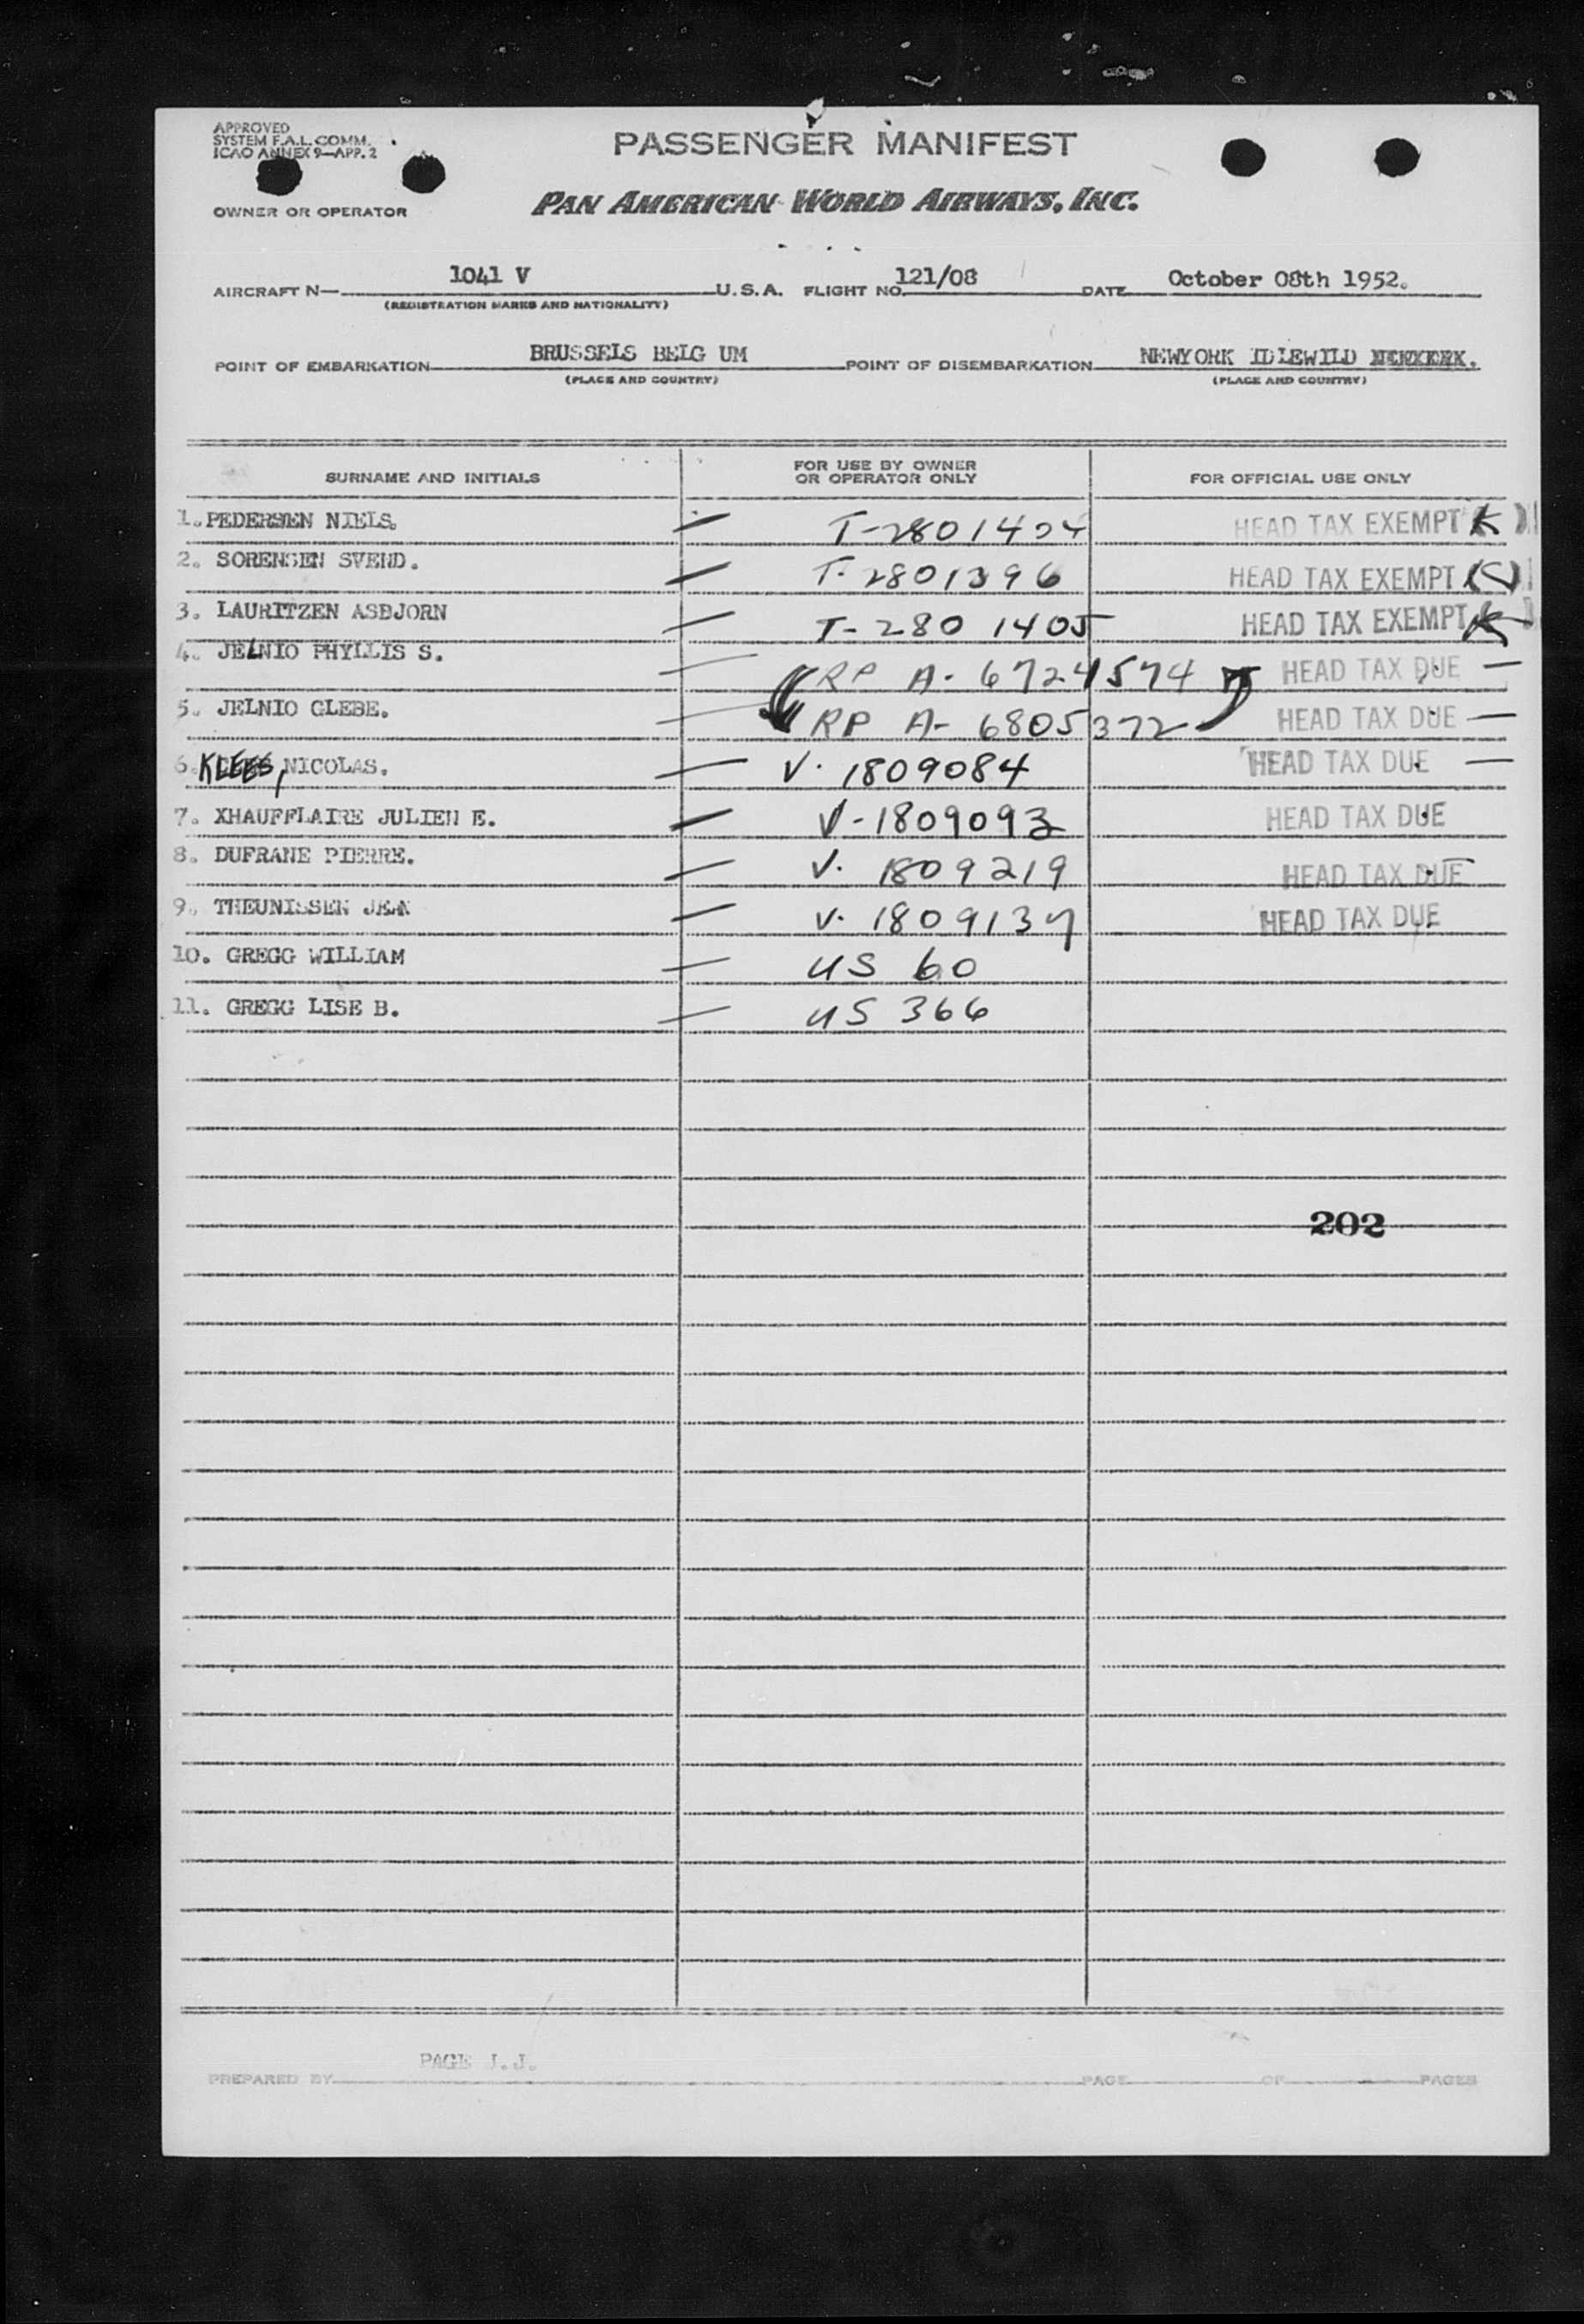 APPROVED
SYSTEM F.A.L. COMM.
ICAO ANNEX 9—APP. 2
PASSENGER MANIFEST
OWNER OR OPERATOR PAN AMERICAN WORLD AIRWAYS, INC.
AIRCRAFT N— 1041 V U.S.A. FLIGHT NO. 121/08 DATE October 08th 1952.
(REGISTRATION MARKS AND NATIONALITY)
POINT OF EMBARKATION BRUSSELS BELG UM POINT OF DISEMBARKATION NEWYORK IDLEWILD
(PLACE AND COUNTRY) (PLACE AND COUNTRY)
SURNAME AND INITIALS FOR USE BY OWNER OR OPERATOR ONLY FOR OFFICIAL USE ONLY
1. PEDERSEN NIELS. — T-2801424 HEAD TAX EXEMPT K
2. SORENSEN SVEND. — T-2801396 HEAD TAX EXEMPT
3. LAURITZEN ASBJORN — T-280 1405 HEAD TAX EXEMPT K
4. JELNIO PHYLLIS S. — RP A-6724574 HEAD TAX DUE —
5. JELNIO GLEBE. — RP A-6805372 HEAD TAX DUE —
6. KLEES, NICOLAS. — V-1809084 HEAD TAX DUE —
7. XHAUFFLAIRE JULIEN E. — V-1809093 HEAD TAX DUE
8. DUFRANE PIERRE. — V-1809219 HEAD TAX DUE
9. THEUNISSEN JEAN — V-1809137 HEAD TAX DUE
10. GREGG WILLIAM — US 60
11. GREGG LISE B. — US 366
202
PAGE J.J.
PREPARED BY PAGE OF PAGES